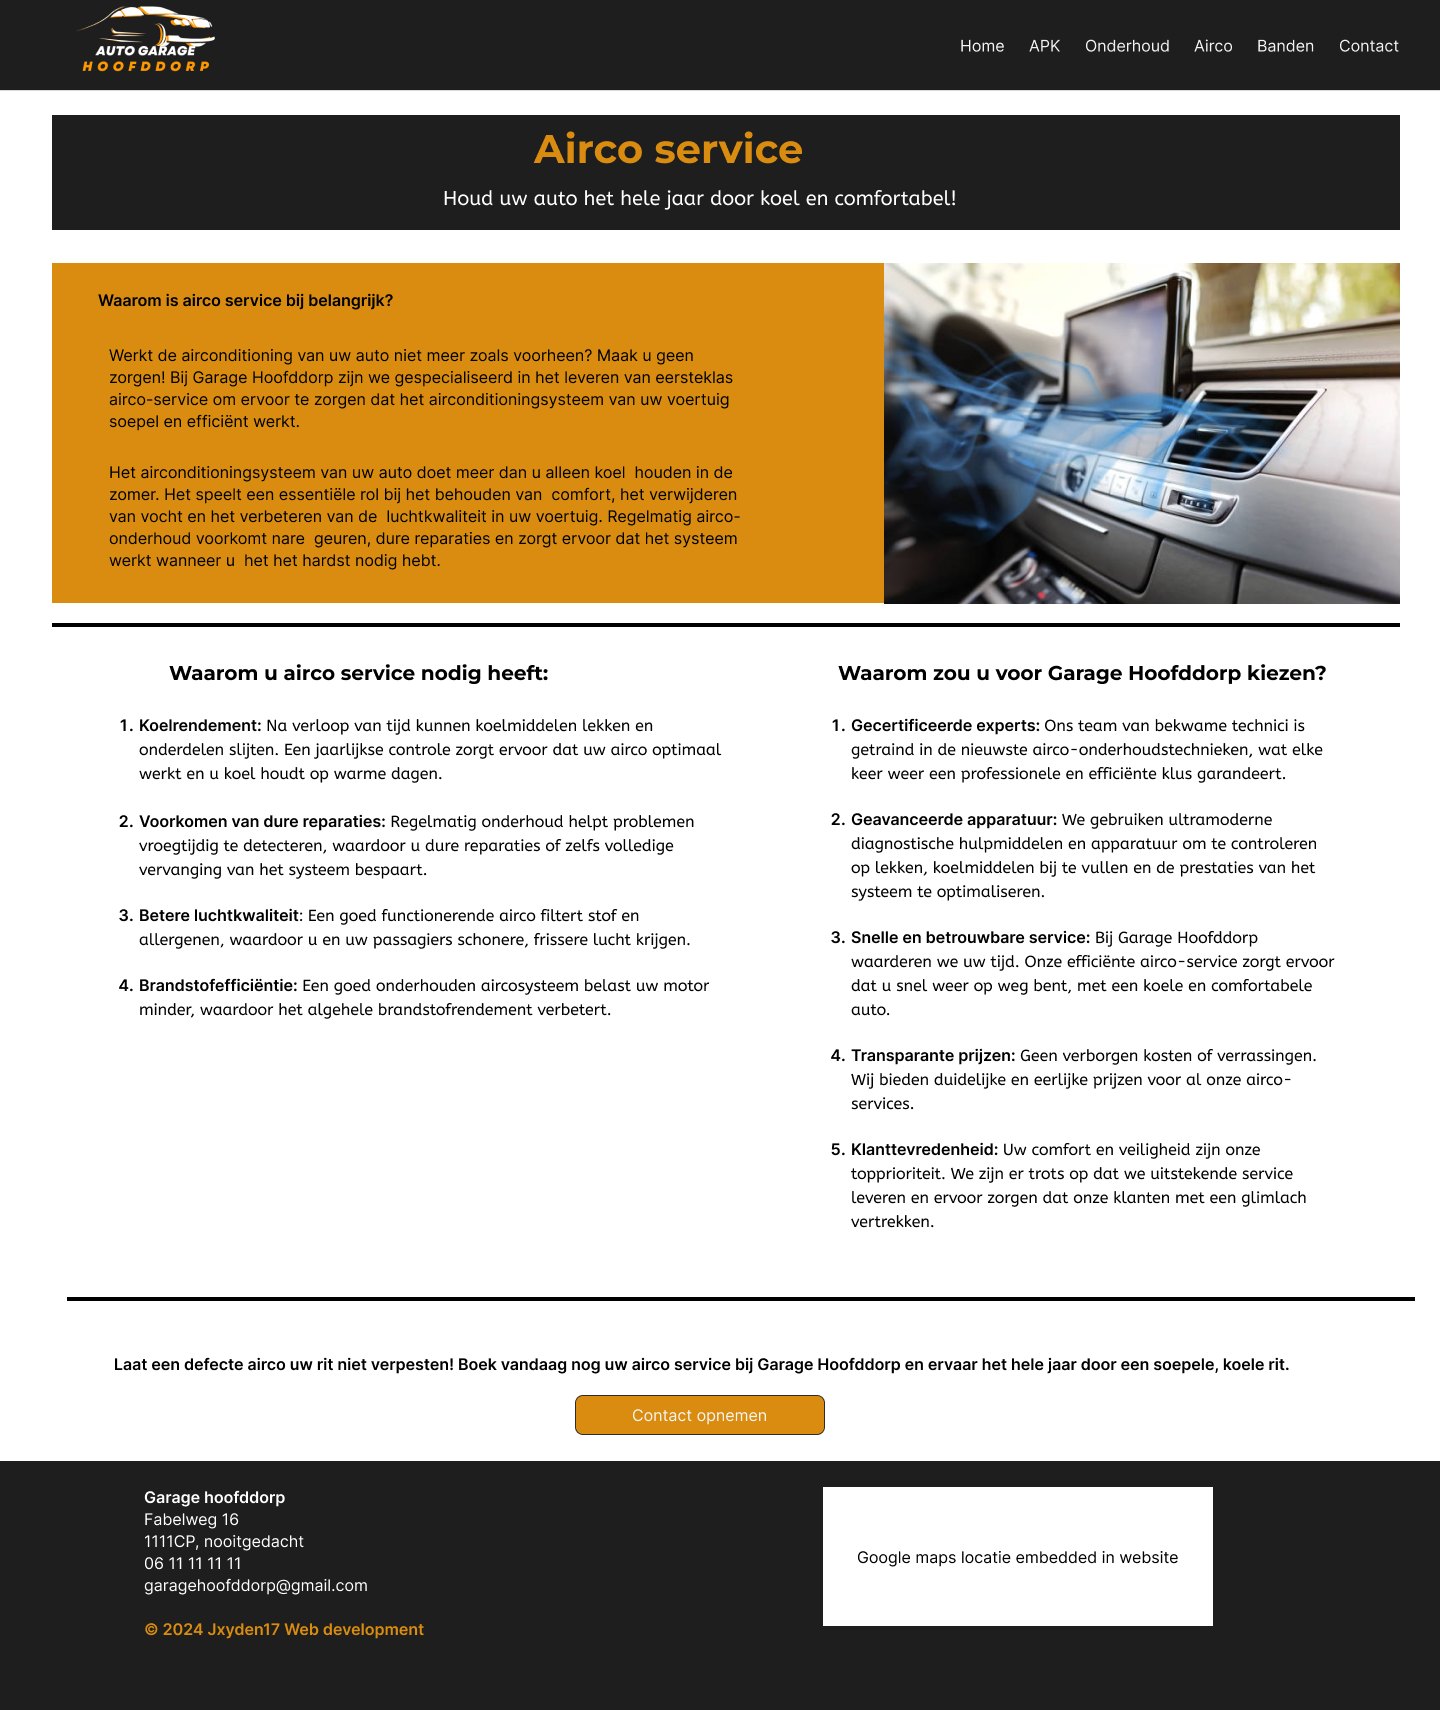 AUTO GARAGE
HOOFDDORP
Home APK Onderhoud Airco Banden Contact
Airco service
Houd uw auto het hele jaar door koel en comfortabel!
Waarom is airco service bij belangrijk?
Werkt de airconditioning van uw auto niet meer zoals voorheen? Maak u geen
zorgen! Bij Garage Hoofddorp zijn we gespecialiseerd in het leveren van eersteklas
airco-service om ervoor te zorgen dat het airconditioningsysteem van uw voertuig
soepel en efficiënt werkt.
Het airconditioningsysteem van uw auto doet meer dan u alleen koel  houden in de
zomer. Het speelt een essentiële rol bij het behouden van  comfort, het verwijderen
van vocht en het verbeteren van de  luchtkwaliteit in uw voertuig. Regelmatig airco-
onderhoud voorkomt nare  geuren, dure reparaties en zorgt ervoor dat het systeem
werkt wanneer u  het het hardst nodig hebt.
Waarom u airco service nodig heeft:
1. Koelrendement: Na verloop van tijd kunnen koelmiddelen lekken en
onderdelen slijten. Een jaarlijkse controle zorgt ervoor dat uw airco optimaal
werkt en u koel houdt op warme dagen.
2. Voorkomen van dure reparaties: Regelmatig onderhoud helpt problemen
vroegtijdig te detecteren, waardoor u dure reparaties of zelfs volledige
vervanging van het systeem bespaart.
3. Betere luchtkwaliteit: Een goed functionerende airco filtert stof en
allergenen, waardoor u en uw passagiers schonere, frissere lucht krijgen.
4. Brandstofefficiëntie: Een goed onderhouden aircosysteem belast uw motor
minder, waardoor het algehele brandstofrendement verbetert.
Waarom zou u voor Garage Hoofddorp kiezen?
1. Gecertificeerde experts: Ons team van bekwame technici is
getraind in de nieuwste airco-onderhoudstechnieken, wat elke
keer weer een professionele en efficiënte klus garandeert.
2. Geavanceerde apparatuur: We gebruiken ultramoderne
diagnostische hulpmiddelen en apparatuur om te controleren
op lekken, koelmiddelen bij te vullen en de prestaties van het
systeem te optimaliseren.
3. Snelle en betrouwbare service: Bij Garage Hoofddorp
waarderen we uw tijd. Onze efficiënte airco-service zorgt ervoor
dat u snel weer op weg bent, met een koele en comfortabele
auto.
4. Transparante prijzen: Geen verborgen kosten of verrassingen.
Wij bieden duidelijke en eerlijke prijzen voor al onze airco-
services.
5. Klanttevredenheid: Uw comfort en veiligheid zijn onze
topprioriteit. We zijn er trots op dat we uitstekende service
leveren en ervoor zorgen dat onze klanten met een glimlach
vertrekken.
Laat een defecte airco uw rit niet verpesten! Boek vandaag nog uw airco service bij Garage Hoofddorp en ervaar het hele jaar door een soepele, koele rit.
Contact opnemen
Garage hoofddorp
Fabelweg 16
1111CP, nooitgedacht
06 11 11 11 11
garagehoofddorp@gmail.com
© 2024 Jxyden17 Web development
Google maps locatie embedded in website